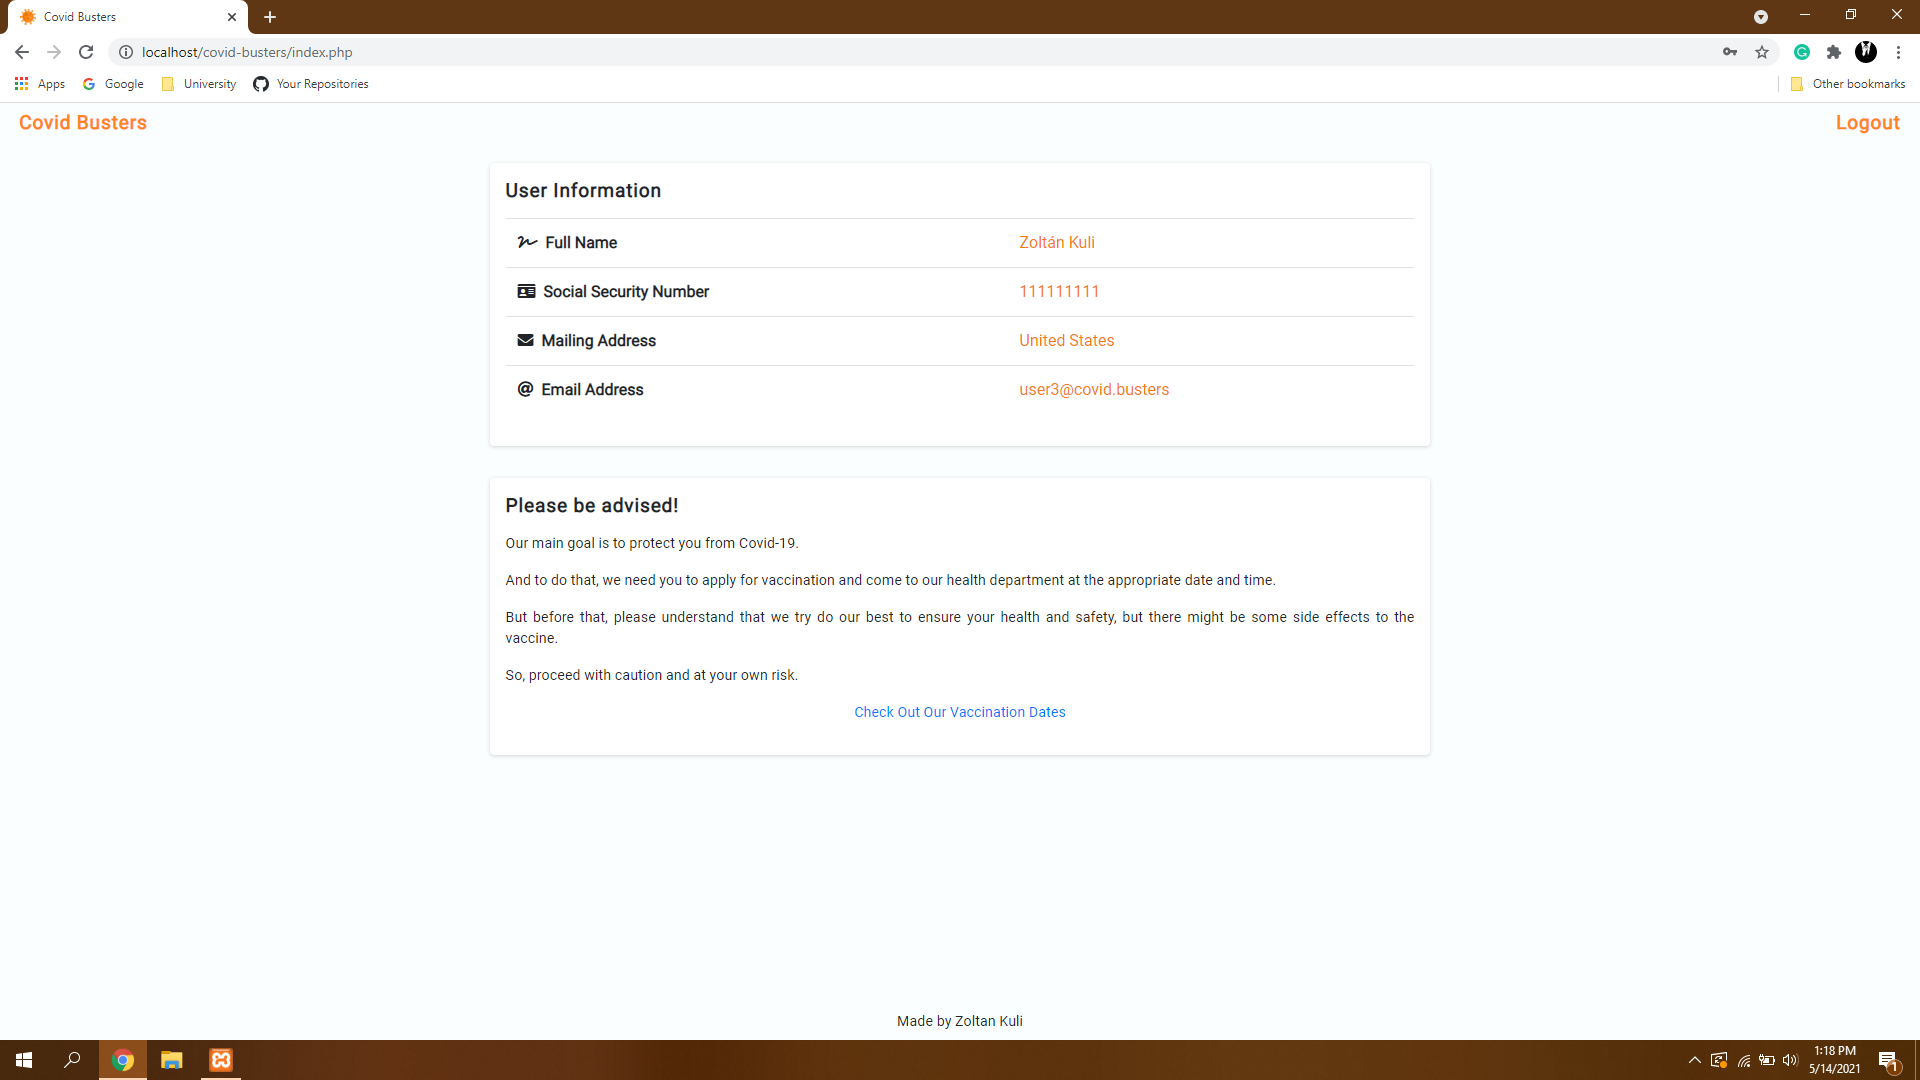 Covid Busters
localhost/covid-busters/index.php
Apps Google University Your Repositories Other bookmarks
Covid Busters Logout
User Information
Full Name Zoltán Kuli
Social Security Number 111111111
Mailing Address United States
Email Address user3@covid.busters
Please be advised!
Our main goal is to protect you from Covid-19.
And to do that, we need you to apply for vaccination and come to our health department at the appropriate date and time.
But before that, please understand that we try do our best to ensure your health and safety, but there might be some side effects to the
vaccine.
So, proceed with caution and at your own risk.
Check Out Our Vaccination Dates
Made by Zoltan Kuli
1:18 PM
5/14/2021
1